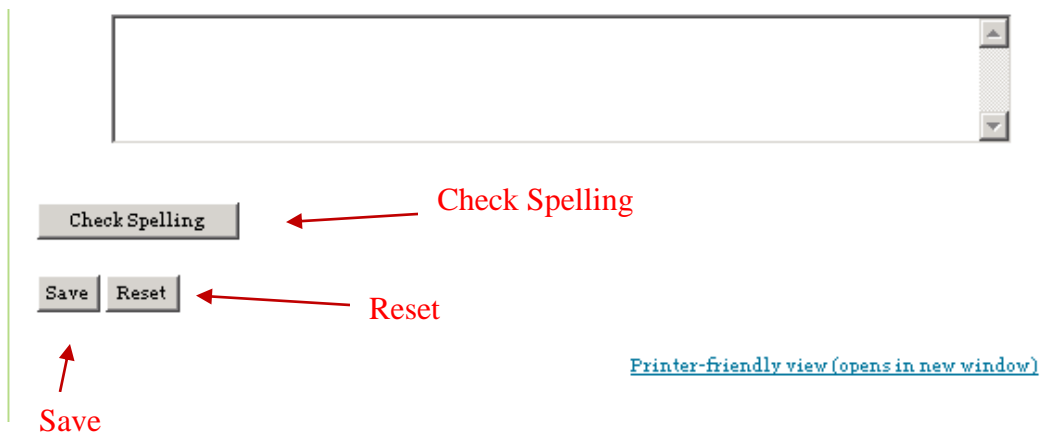 Check Spelling
Check Spelling
Save Reset
Reset
Printer-friendly view (opens in new window)
Save